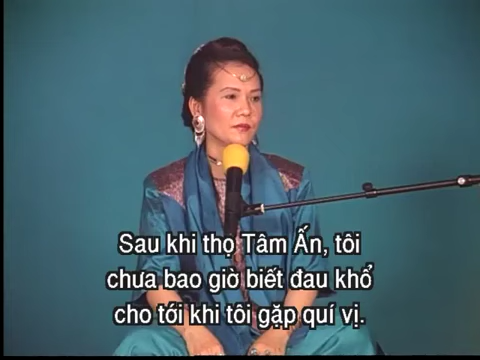 Sau khi thọ Tâm Ấn, tôi
chưa bao giờ biết đau khổ
cho tới khi tôi gặp quí vị.